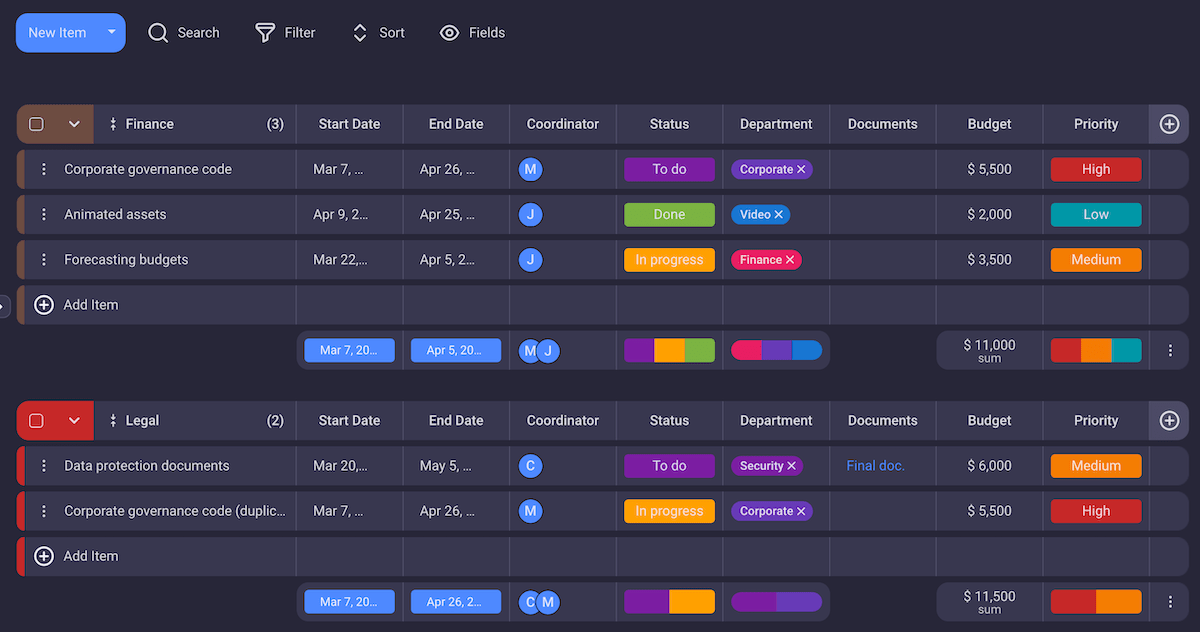 New Item Search Filter Sort Fields
Finance (3) Start Date End Date Coordinator Status Department Documents Budget Priority
Corporate governance code Mar 7, ... Apr 26, ... M To do Corporate $ 5,500 High
Animated assets Apr 9, 2... Apr 25, ... J Done Video $ 2,000 Low
Forecasting budgets Mar 22,... Apr 5, 2... J In progress Finance $ 3,500 Medium
Add Item
Mar 7, 20... Apr 5, 20... M J $ 11,000
sum
Legal (2) Start Date End Date Coordinator Status Department Documents Budget Priority
Data protection documents Mar 20,... May 5, ... C To do Security Final doc. $ 6,000 Medium
Corporate governance code (duplic... Mar 7, ... Apr 26, ... M In progress Corporate $ 5,500 High
Add Item
Mar 7, 20... Apr 26, 2... C M $ 11,500
sum